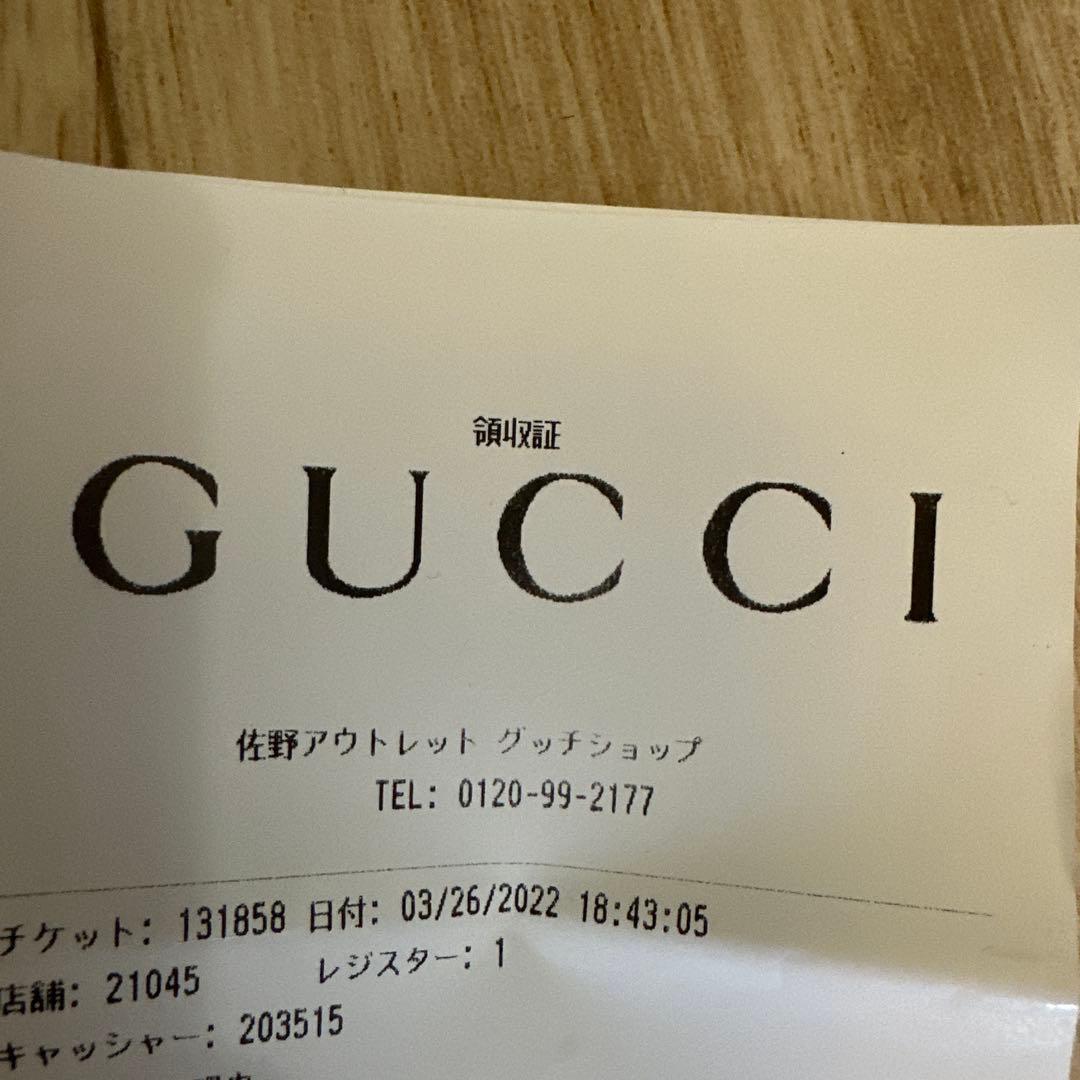 領収証
GUCCI
佐野アウトレット グッチショップ
TEL: 0120-99-2177
チケット: 131858 日付: 03/26/2022 18:43:05
店舗: 21045 レジスター: 1
キャッシャー: 203515